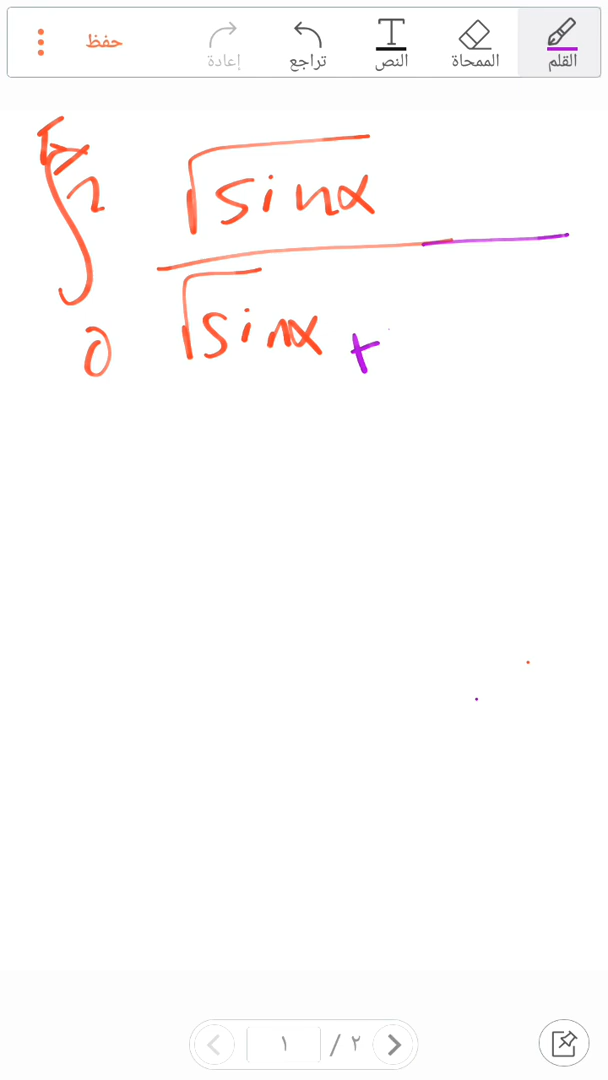 حفظ إعادة تراجع النص الممحاة القلم
∫ π/2 0 √sinx / √sinx +
١ / ٢